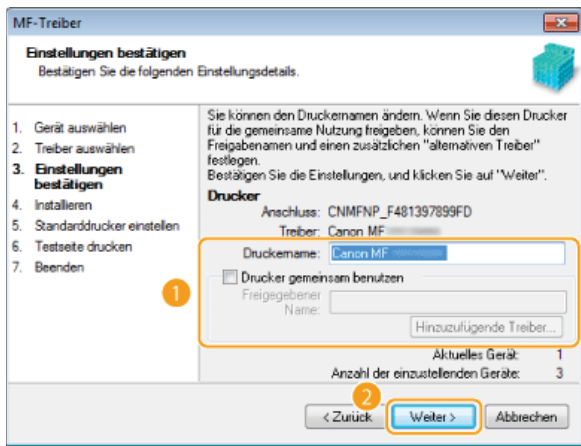 MF-Treiber
Einstellungen bestätigen
Bestätigen Sie die folgenden Einstellungsdetails.
1. Gerät auswählen
2. Treiber auswählen
3. Einstellungen
bestätigen
4. Installieren
5. Standarddrucker einstellen
6. Testseite drucken
7. Beenden
Sie können den Druckernamen ändern. Wenn Sie diesen Drucker
für die gemeinsame Nutzung freigeben, können Sie den
Freigabenamen und einen zusätzlichen "alternativen Treiber"
festlegen.
Bestätigen Sie die Einstellungen, und klicken Sie auf "Weiter".
Drucker
Anschluss: CNMFNP_F481397899FD
Treiber: Canon MF
1
Druckername: Canon MF
Drucker gemeinsam benutzen
Freigegebener
Name:
Hinzuzufügende Treiber...
Aktuelles Gerät: 1
Anzahl der einzustellenden Geräte: 3
2
< Zurück Weiter > Abbrechen